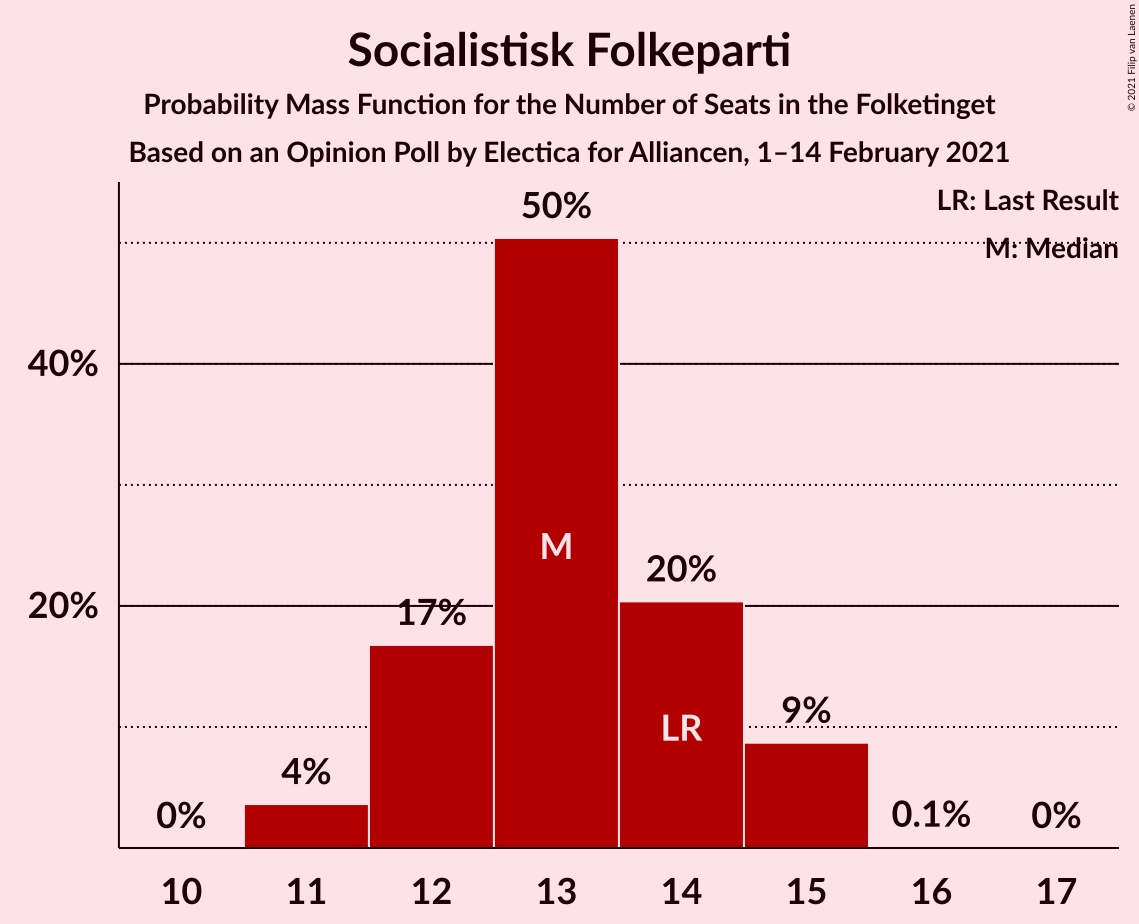 Socialistisk Folkeparti
Probability Mass Function for the Number of Seats in the Folketinget
Based on an Opinion Poll by Electica for Alliancen, 1–14 February 2021
© 2021 Filip van Laenen
LR: Last Result
M: Median
50%
40%
20%
M
20%
17%
LR
9%
4%
0%
0.1%
0%
10 11 12 13 14 15 16 17